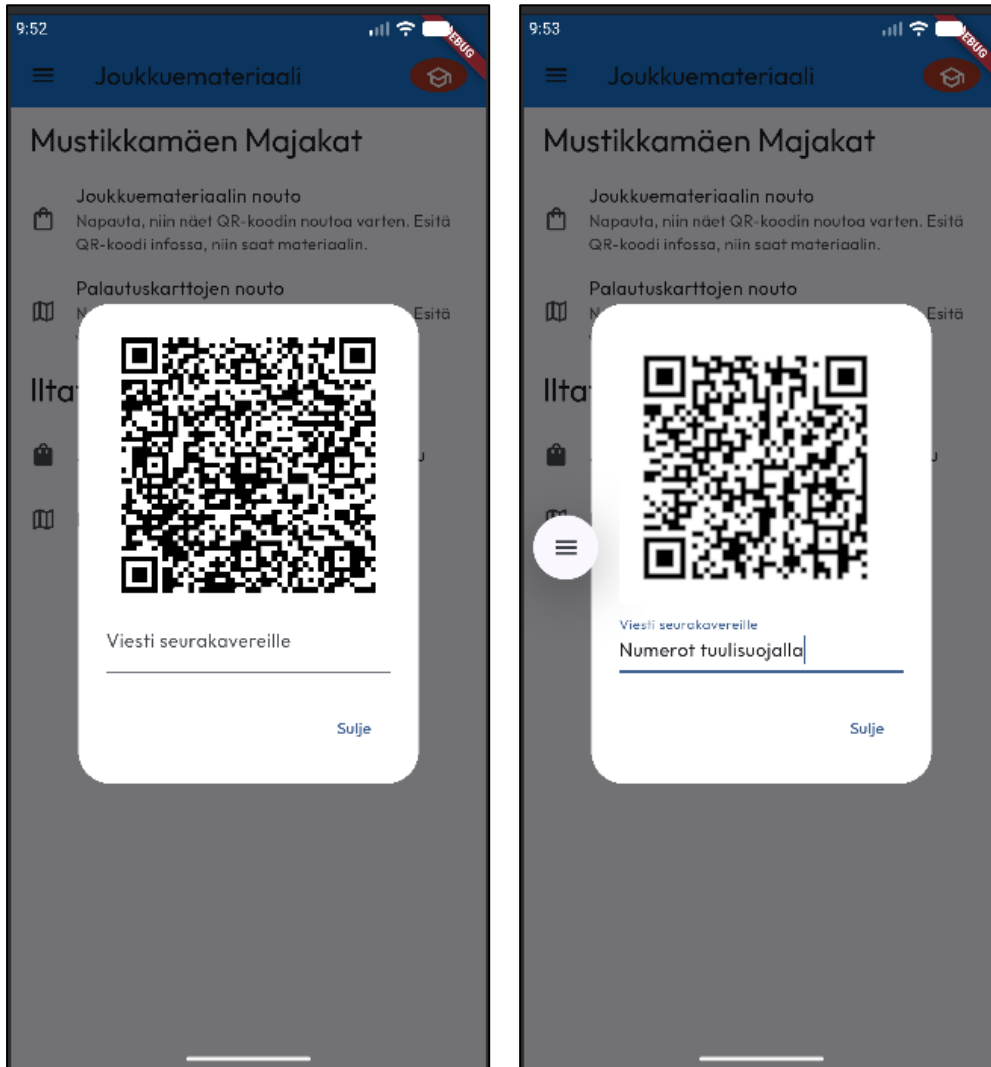 9:52
DEBUG
Joukkuemateriaali
Mustikkamäen Majakat
Joukkuemateriaalin nouto
Napauta, niin näet QR-koodin noutoa varten. Esitä
QR-koodi infossa, niin saat materiaalin.
Palautuskarttojen nouto
N
Esitä
Ilta
Viesti seurakavereille
Sulje
9:53
DEBUG
Joukkuemateriaali
Mustikkamäen Majakat
Joukkuemateriaalin nouto
Napauta, niin näet QR-koodin noutoa varten. Esitä
QR-koodi infossa, niin saat materiaalin.
Palautuskarttojen nouto
N
Esitä
Ilta
Viesti seurakavereille
Numerot tuulisuojalla
Sulje